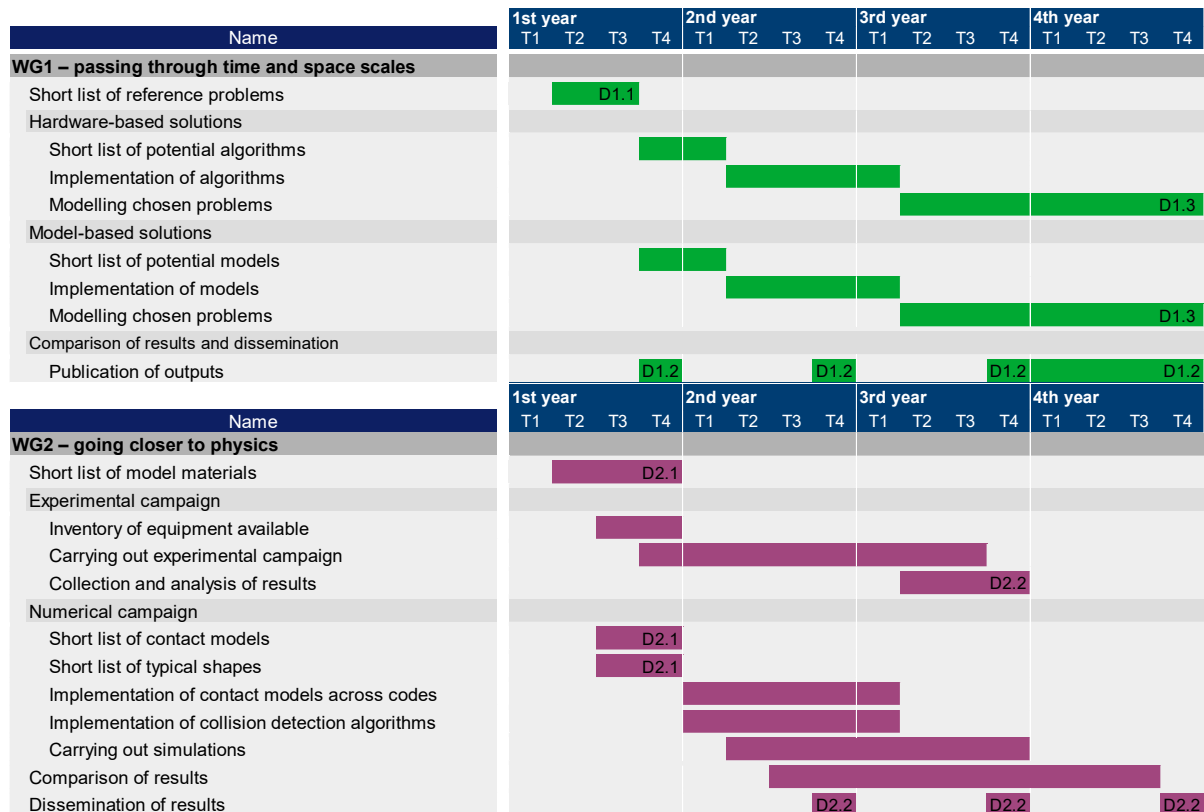 1st year 2nd year 3rd year 4th year
Name T1 T2 T3 T4 T1 T2 T3 T4 T1 T2 T3 T4 T1 T2 T3 T4
WG1 – passing through time and space scales
Short list of reference problems D1.1
Hardware-based solutions
Short list of potential algorithms
Implementation of algorithms
Modelling chosen problems D1.3
Model-based solutions
Short list of potential models
Implementation of models
Modelling chosen problems D1.3
Comparison of results and dissemination
Publication of outputs D1.2 D1.2 D1.2 D1.2
1st year 2nd year 3rd year 4th year
Name T1 T2 T3 T4 T1 T2 T3 T4 T1 T2 T3 T4 T1 T2 T3 T4
WG2 – going closer to physics
Short list of model materials D2.1
Experimental campaign
Inventory of equipment available
Carrying out experimental campaign
Collection and analysis of results D2.2
Numerical campaign
Short list of contact models D2.1
Short list of typical shapes D2.1
Implementation of contact models across codes
Implementation of collision detection algorithms
Carrying out simulations
Comparison of results
Dissemination of results D2.2 D2.2 D2.2